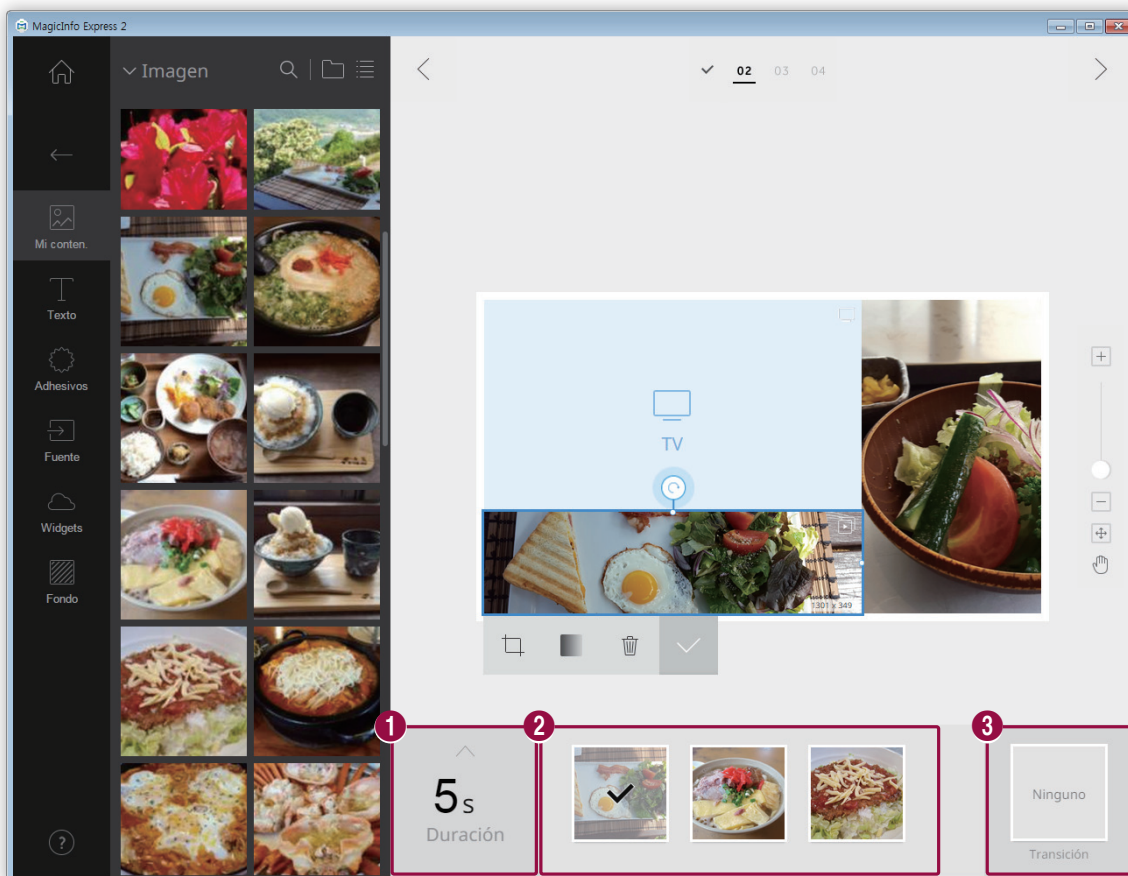 MagicInfo Express 2
Imagen
02 03 04
Mi conten.
Texto
Adhesivos
Fuente
Widgets
Fondo
?
TV
1301 x 349
1
2
3
5 s
Duración
Ninguno
Transición